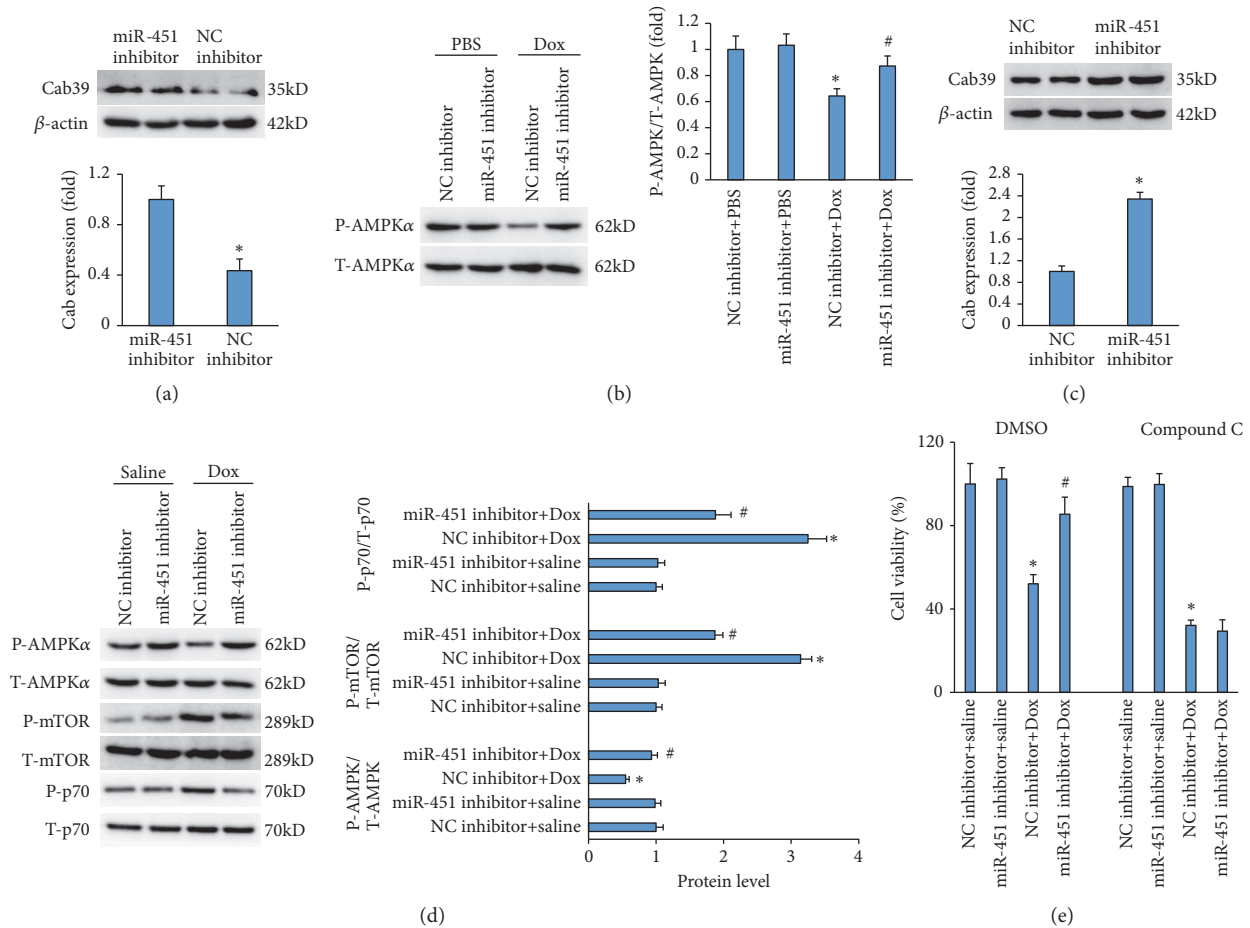 miR-451 NC
inhibitor inhibitor
Cab39 35kD
β-actin 42kD
Cab expression (fold)
1.2
0.8
0.4
0
*
miR-451 NC
inhibitor inhibitor
(a)
PBS Dox
NC inhibitor
miR-451 inhibitor
NC inhibitor
miR-451 inhibitor
P-AMPKα 62kD
T-AMPKα 62kD
P-AMPK/T-AMPK (fold)
1.2
1
0.8
0.6
0.4
0.2
0
*
#
NC inhibitor+PBS
miR-451 inhibitor+PBS
NC inhibitor+Dox
miR-451 inhibitor+Dox
(b)
NC miR-451
inhibitor inhibitor
Cab39 35kD
β-actin 42kD
Cab expression (fold)
2.8
2.4
2.0
1.2
0.8
0.4
0
*
NC miR-451
inhibitor inhibitor
(c)
Saline Dox
NC inhibitor
miR-451 inhibitor
NC inhibitor
miR-451 inhibitor
P-AMPKα 62kD
T-AMPKα 62kD
P-mTOR 289kD
T-mTOR 289kD
P-p70 70kD
T-p70 70kD
P-p70/T-p70
miR-451 inhibitor+Dox #
NC inhibitor+Dox *
miR-451 inhibitor+saline
NC inhibitor+saline
P-mTOR/
T-mTOR
miR-451 inhibitor+Dox #
NC inhibitor+Dox *
miR-451 inhibitor+saline
NC inhibitor+saline
P-AMPK/
T-AMPK
miR-451 inhibitor+Dox #
NC inhibitor+Dox *
miR-451 inhibitor+saline
NC inhibitor+saline
0 1 2 3 4
Protein level
(d)
DMSO Compound C
Cell viability (%)
120
80
40
0
*
#
*
NC inhibitor+saline
miR-451 inhibitor+saline
NC inhibitor+Dox
miR-451 inhibitor+Dox
NC inhibitor+saline
miR-451 inhibitor+saline
NC inhibitor+Dox
miR-451 inhibitor+Dox
(e)